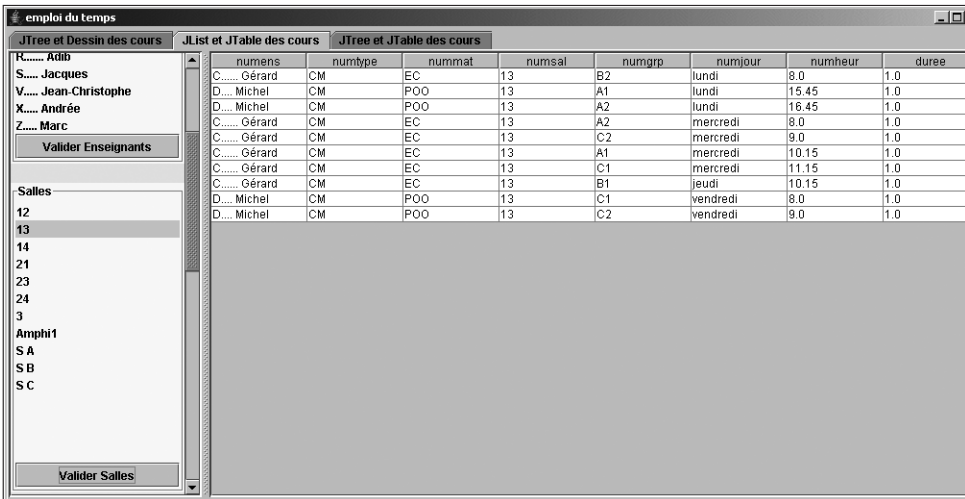 emploi du temps
JTree et Dessin des cours JList et JTable des cours JTree et JTable des cours
R....... Adib
S..... Jacques
V..... Jean-Christophe
X..... Andrée
Z..... Marc
Valider Enseignants
Salles
12
13
14
21
23
24
3
Amphi1
S A
S B
S C
Valider Salles
numens numtype nummat numsal numgrp numjour numheur duree
C...... Gérard CM EC 13 B2 lundi 8.0 1.0
D.... Michel CM POO 13 A1 lundi 15.45 1.0
D.... Michel CM POO 13 A2 lundi 16.45 1.0
C...... Gérard CM EC 13 A2 mercredi 8.0 1.0
C...... Gérard CM EC 13 C2 mercredi 9.0 1.0
C...... Gérard CM EC 13 A1 mercredi 10.15 1.0
C...... Gérard CM EC 13 C1 mercredi 11.15 1.0
C...... Gérard CM EC 13 B1 jeudi 10.15 1.0
D.... Michel CM POO 13 C1 vendredi 8.0 1.0
D.... Michel CM POO 13 C2 vendredi 9.0 1.0